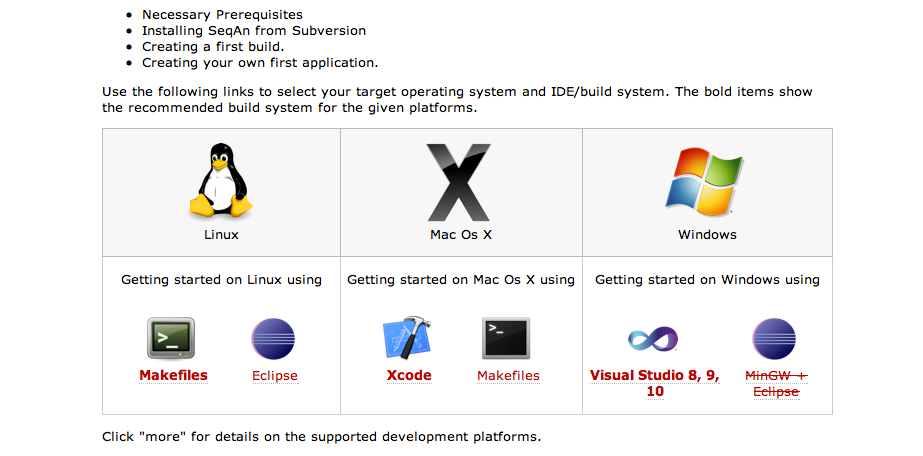 Necessary Prerequisites
Installing SeqAn from Subversion
Creating a first build.
Creating your own first application.
Use the following links to select your target operating system and IDE/build system. The bold items show
the recommended build system for the given platforms.
Linux
Mac Os X
Windows
Getting started on Linux using
Getting started on Mac Os X using
Getting started on Windows using
Makefiles
Eclipse
Xcode
Makefiles
Visual Studio 8, 9,
10
MinGW +
Eclipse
Click "more" for details on the supported development platforms.